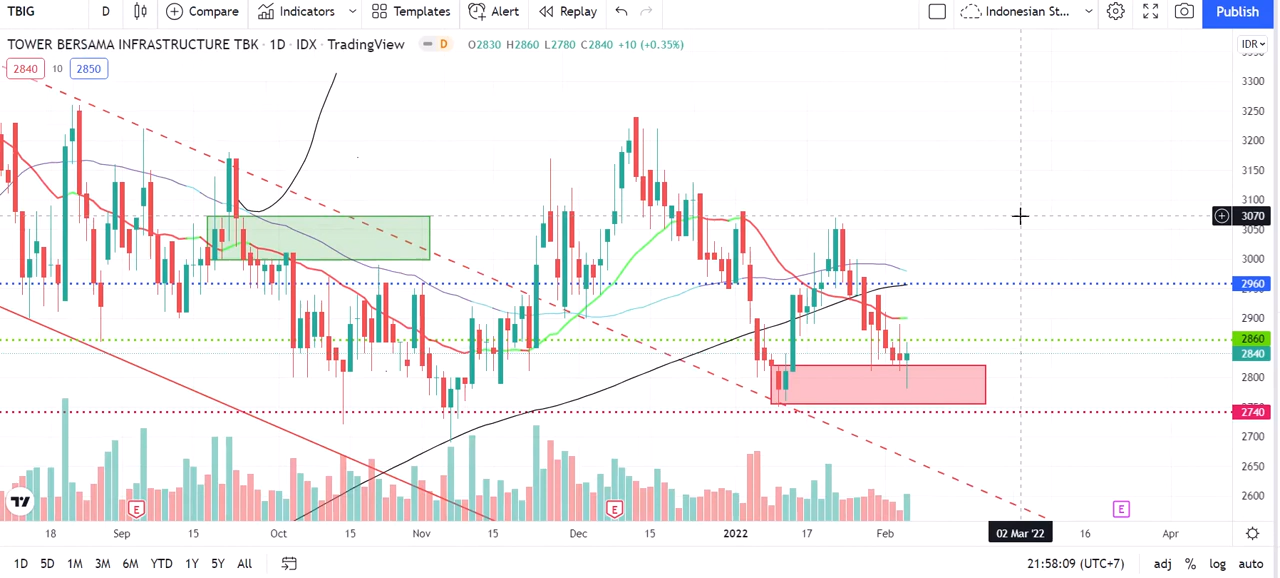 TBIG D Compare Indicators Templates Alert Replay Indonesian St... Publish
TOWER BERSAMA INFRASTRUCTURE TBK · 1D · IDX · TradingView D O2830 H2860 L2780 C2840 +10 (+0.35%) IDR
2840 10 2850
3300
3250
3200
3150
3100
3070
3050
3000
2960
2900
2860
2840
2800
2740
2700
2650
2600
E E E
18 Sep 15 Oct 15 Nov 15 Dec 15 2022 17 Feb 02 Mar '22 16 Apr
1D 5D 1M 3M 6M YTD 1Y 5Y All 21:58:09 (UTC+7) adj % log auto